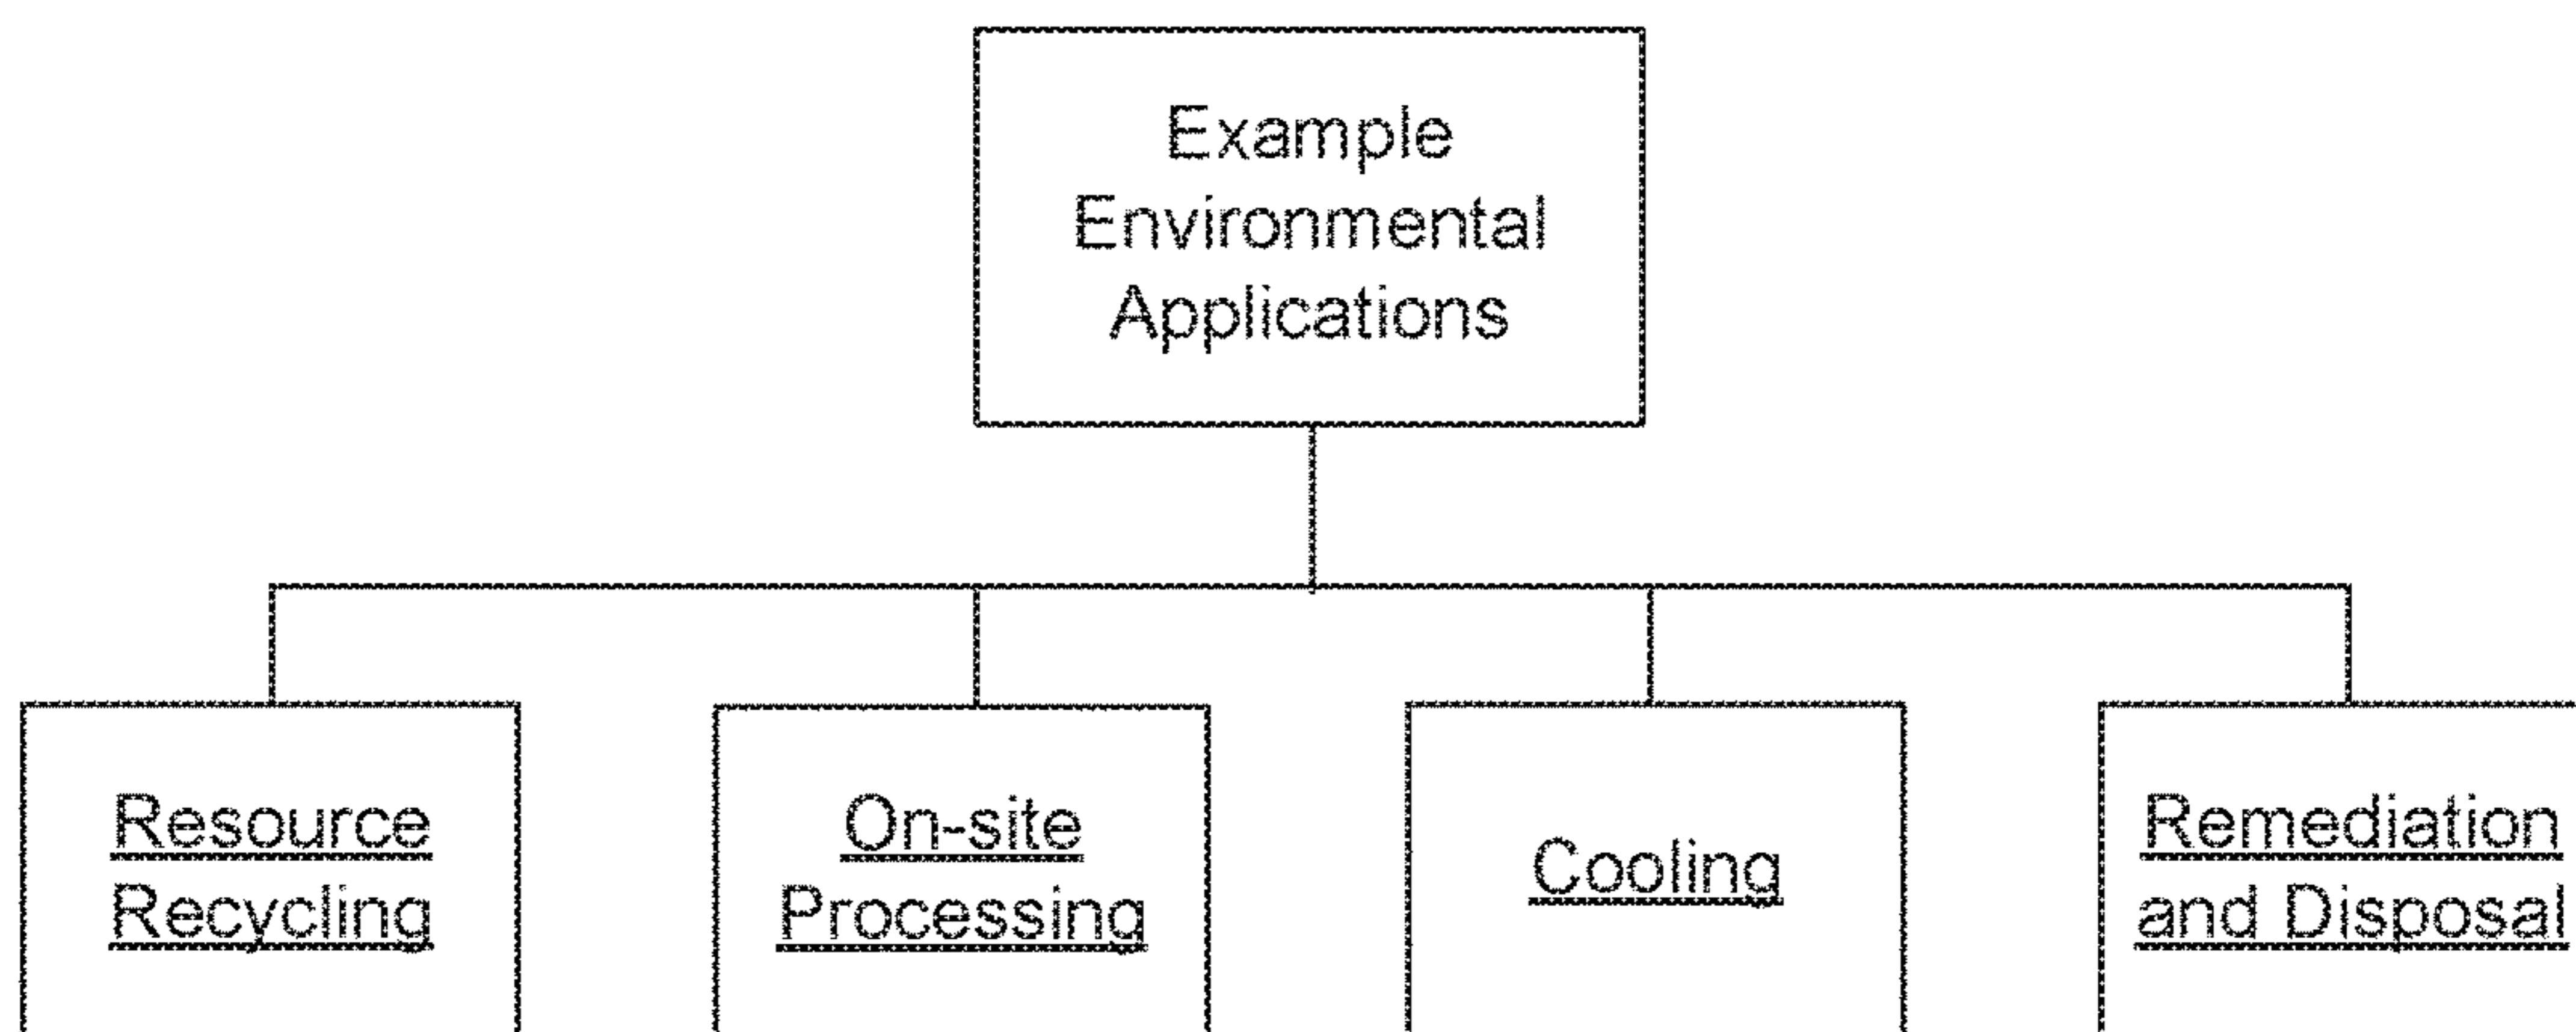 Example
Environmental
Applications
Resource
Recycling
On-site
Processing
Cooling
Remediation
and Disposal